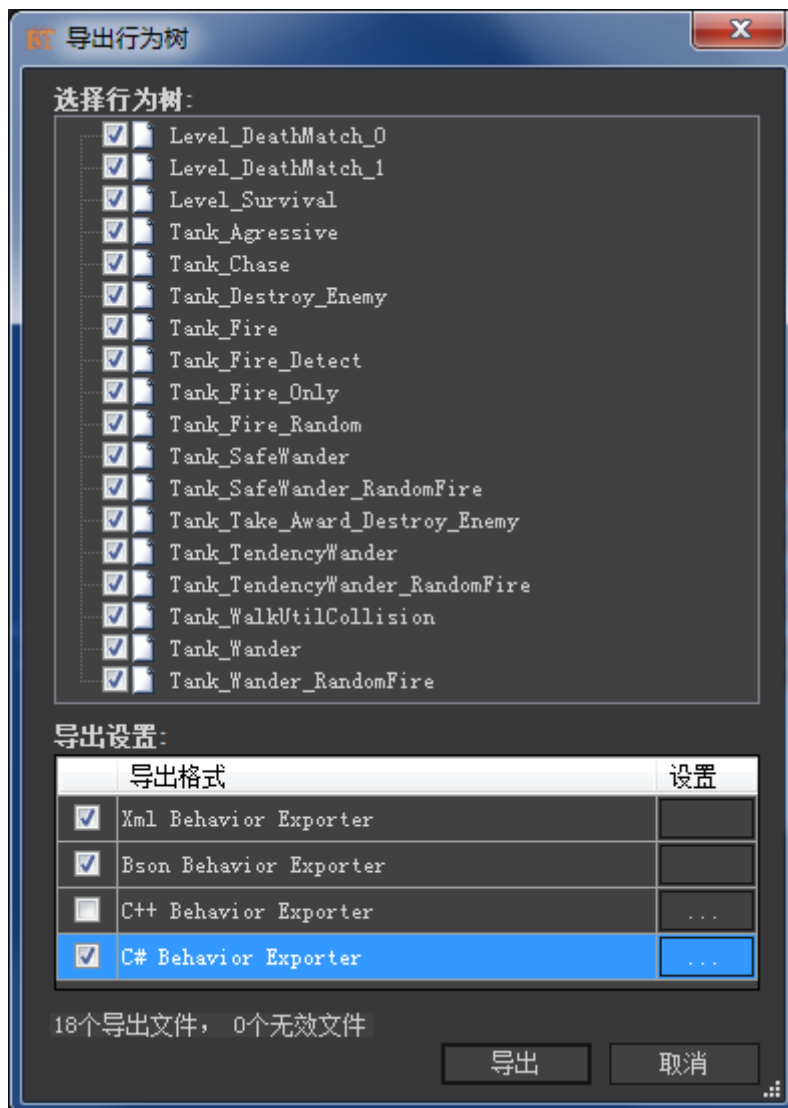 BT 导出行为树
选择行为树:
Level_DeathMatch_0
Level_DeathMatch_1
Level_Survival
Tank_Agressive
Tank_Chase
Tank_Destroy_Enemy
Tank_Fire
Tank_Fire_Detect
Tank_Fire_Only
Tank_Fire_Random
Tank_SafeWander
Tank_SafeWander_RandomFire
Tank_Take_Award_Destroy_Enemy
Tank_TendencyWander
Tank_TendencyWander_RandomFire
Tank_WalkUtilCollision
Tank_Wander
Tank_Wander_RandomFire
导出设置:
导出格式 设置
Xml Behavior Exporter
Bson Behavior Exporter
C++ Behavior Exporter ...
C# Behavior Exporter ...
18个导出文件， 0个无效文件
导出 取消